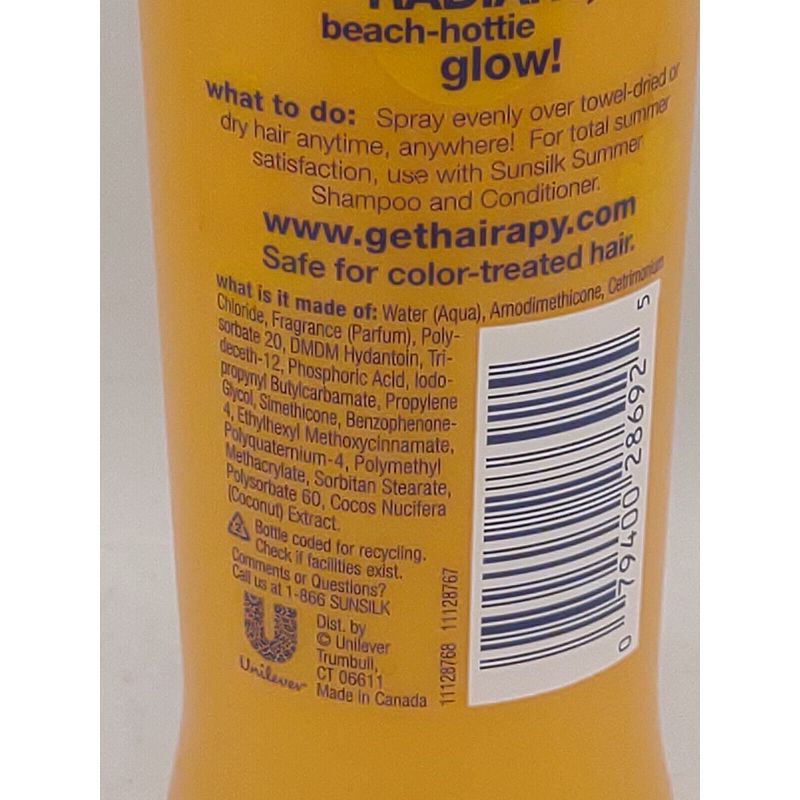 RADIANT,
beach-hottie
glow!
what to do: Spray evenly over towel-dried or
dry hair anytime, anywhere! For total summer
satisfaction, use with Sunsilk Summer
Shampoo and Conditioner.
www.gethairapy.com
Safe for color-treated hair.
what is it made of: Water (Aqua), Amodimethicone, Cetrimonium
Chloride, Fragrance (Parfum), Poly-
sorbate 20, DMDM Hydantoin, Tri-
deceth-12, Phosphoric Acid, Iodo-
propynyl Butylcarbamate, Propylene
Glycol, Simethicone, Benzophenone-
4, Ethylhexyl Methoxycinnamate,
Polyquaternium-4, Polymethyl
Methacrylate, Sorbitan Stearate,
Polysorbate 60, Cocos Nucifera
(Coconut) Extract.
2 Bottle coded for recycling.
Check if facilities exist.
Comments or Questions?
Call us at 1-866 SUNSILK
Unilever
Dist. by
© Unilever
Trumbull,
CT 06611
Made in Canada
11128768 11128767
0 79400 28692 5